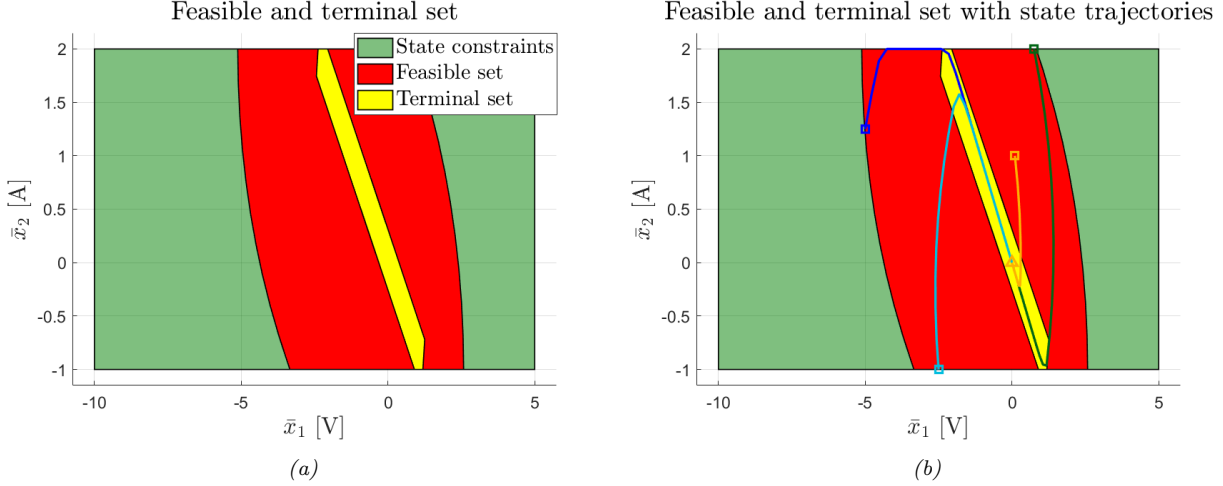 Feasible and terminal set
State constraints
Feasible set
Terminal set
2
1.5
1
0.5
0
-0.5
-1
-10
-5
0
5
x̄₂ [A]
x̄₁ [V]
(a)
Feasible and terminal set with state trajectories
2
1.5
1
0.5
0
-0.5
-1
-10
-5
0
5
x̄₂ [A]
x̄₁ [V]
(b)